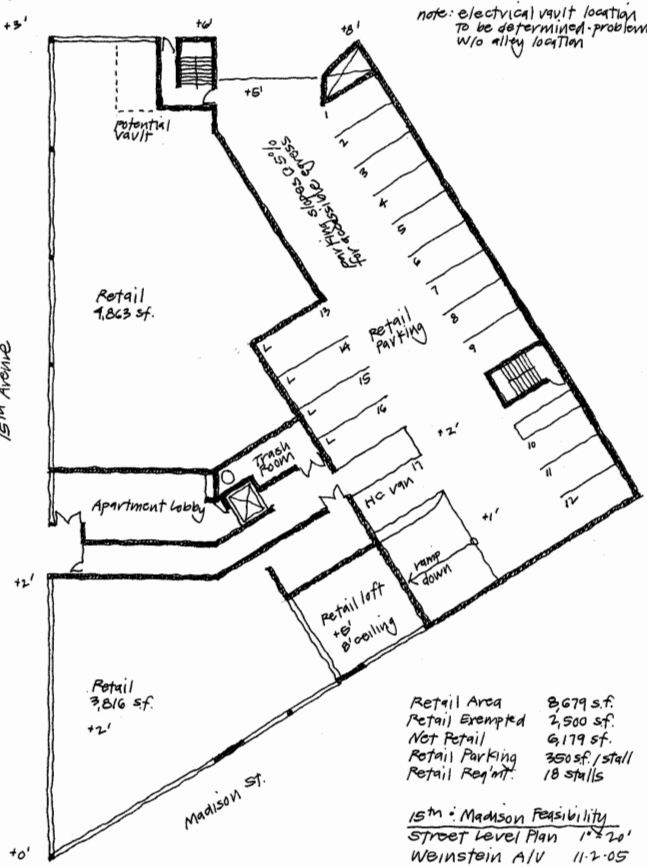 note: electrical vault location
to be determined-problem
w/o alley location
+3'
+6'
+8'
+5'
potential
vault
parking slopes @ 5%
for accessible egress
1
2
3
4
5
6
7
8
9
10
11
12
13
14
15
16
17
L
L
L
L
Retail
4,863 sf.
Retail
parking
15th Avenue
Trash
Room
+2'
HC van
Apartment Lobby
+1'
ramp
down
+2'
Retail loft
+8'
8' ceiling
Retail
3,816 sf.
+2'
Madison St.
+0'
Retail Area 8,679 s.f.
Retail Exempted 2,500 sf.
Net Retail 6,179 sf.
Retail Parking 350 sf./stall
Retail Req'mt. 18 stalls
15th : Madison Feasibility
Street Level Plan 1"=20'
Weinstein A/U 11.2.05